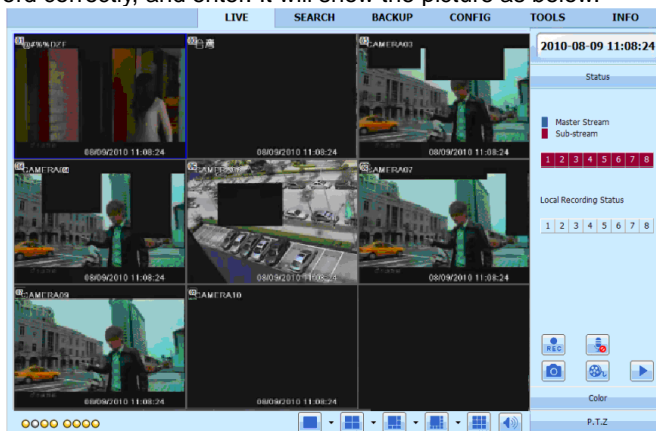 ord correctly, and enter. It will show the picture as below.
LIVE SEARCH BACKUP CONFIG TOOLS INFO
2010-08-09 11:08:24
Status
CAMERA03
08/09/2010 11:08:24
08/09/2010 11:08:24
08/09/2010 11:08:24
Master Stream
Sub-stream
1 2 3 4 5 6 7 8
CAMERA07
Local Recording Status
1 2 3 4 5 6 7 8
08/09/2010 11:08:24
08/09/2010 11:08:24
08/09/2010 11:08:24
CAMERA09
CAMERA10
REC
08/09/2010 11:08:24
08/09/2010 11:08:24
Color
P.T.Z